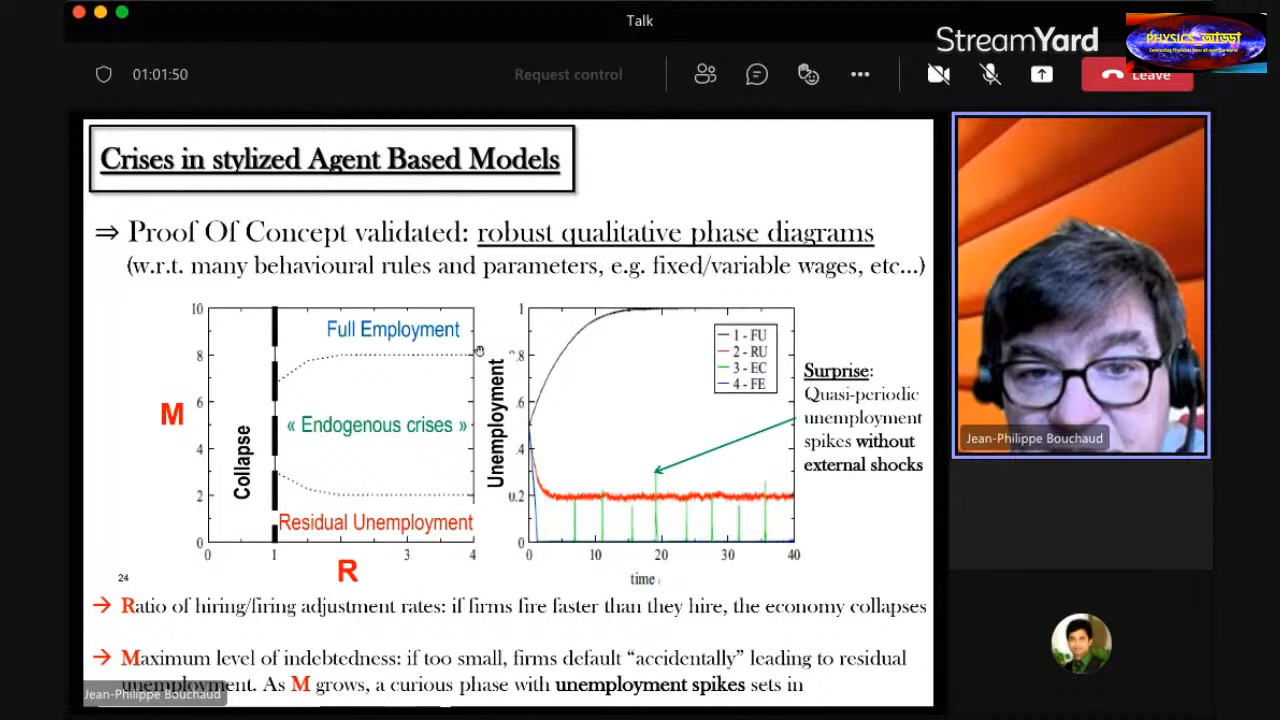 Talk
StreamYard
PHYSICS_আড্ডা
01:01:50
Request control
Leave
Crises in stylized Agent Based Models
⇒ Proof Of Concept validated: robust qualitative phase diagrams
(w.r.t. many behavioural rules and parameters, e.g. fixed/variable wages, etc...)
10
8
6
4
2
0
0
1
3
4
M
R
Collapse
Full Employment
« Endogenous crises »
Residual Unemployment
Unemployment
1
.8
.6
.4
0.2
0
0
10
20
30
40
time
1 - FU
2 - RU
3 - EC
4 - FE
Surprise:
Quasi-periodic
unemployment
spikes without
external shocks
24
→ Ratio of hiring/firing adjustment rates: if firms fire faster than they hire, the economy collapses
→ Maximum level of indebtedness: if too small, firms default “accidentally” leading to residual
unemployment. As M grows, a curious phase with unemployment spikes sets in
Jean-Philippe Bouchaud
Jean-Philippe Bouchaud